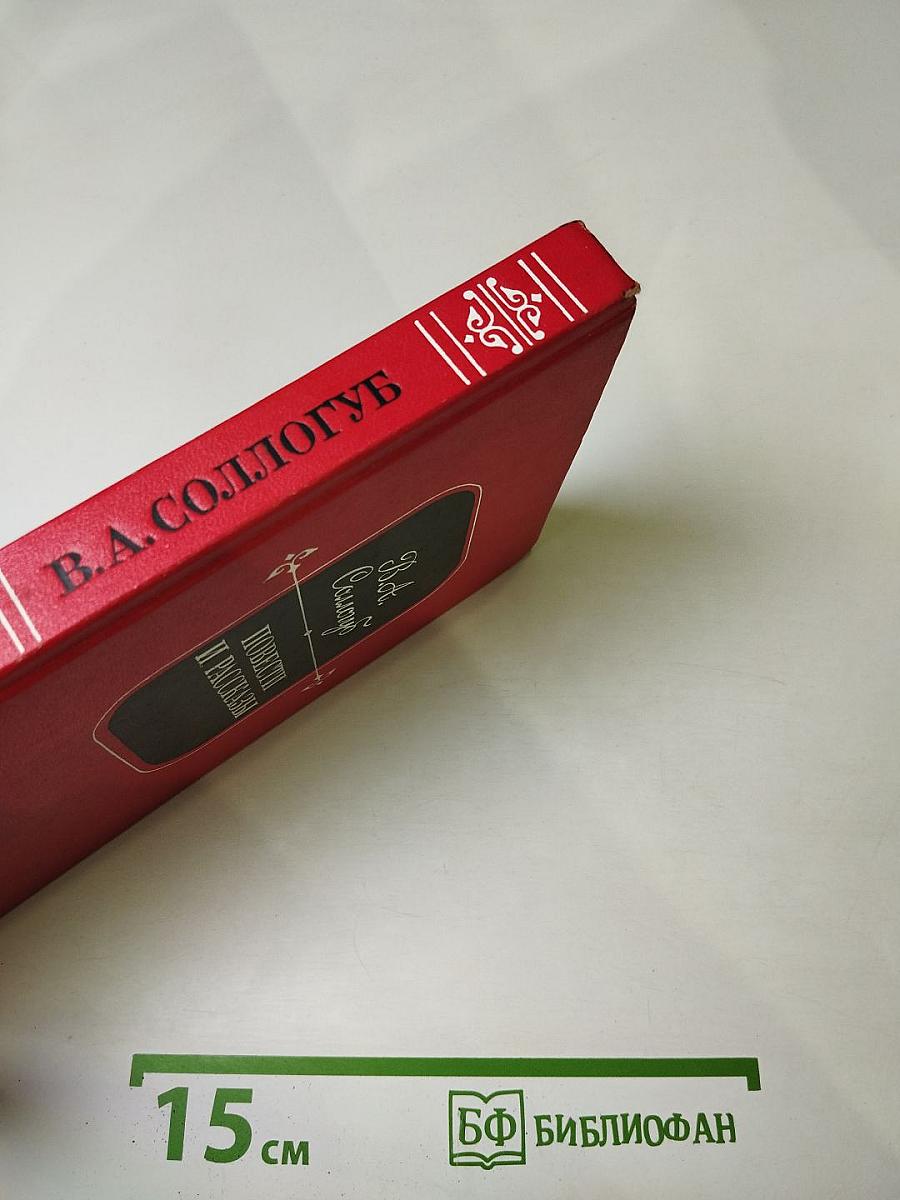 В. А. СОЛЛОГУБ
В.А.
Соллогуб
ПОВЕСТИ
И РАССКАЗЫ
15 см
БФ БИБЛИОФАН